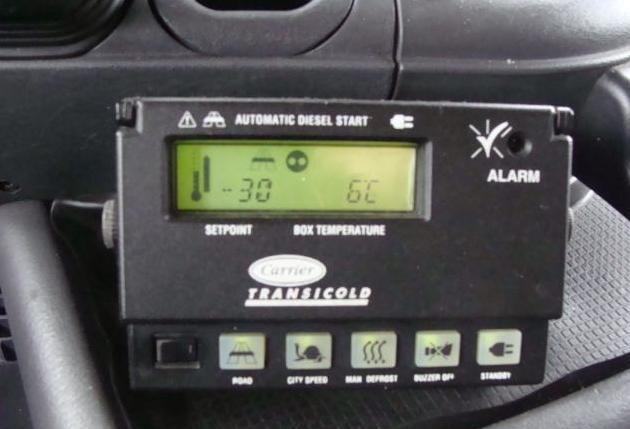 AUTOMATIC DIESEL START
-30 6C
ALARM
SETPOINT BOX TEMPERATURE
Carrier
TRANSICOLD
ROAD CITY SPEED MAN DEFROST BUZZER OFF STANDBY